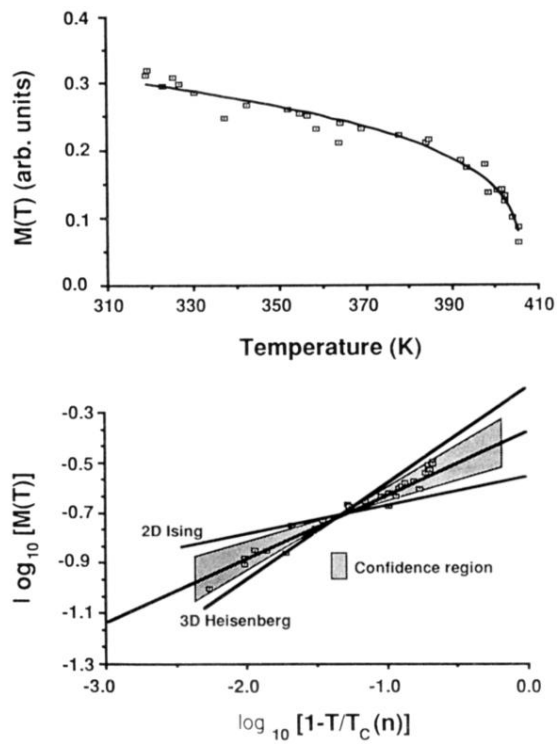 0.4
0.3
0.2
0.1
0.0
M(T) (arb. units)
310 330 350 370 390 410
Temperature (K)
-0.3
-0.5
-0.7
-0.9
-1.1
-1.3
log10 [M(T)]
2D Ising
Confidence region
3D Heisenberg
-3.0 -2.0 -1.0 0.0
log 10 [1-T/TC(n)]